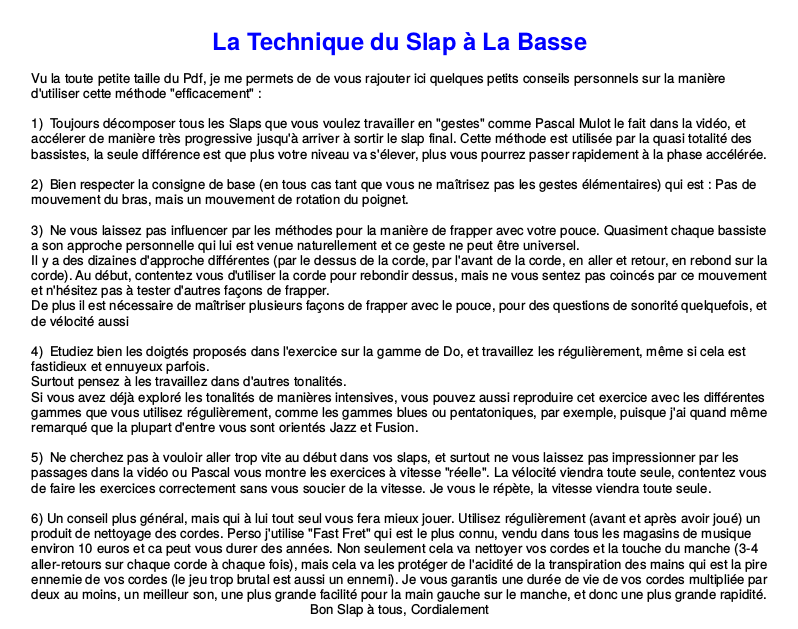 La Technique du Slap à La Basse
Vu la toute petite taille du Pdf, je me permets de de vous rajouter ici quelques petits conseils personnels sur la manière
d'utiliser cette méthode "efficacement" :
1)  Toujours décomposer tous les Slaps que vous voulez travailler en "gestes" comme Pascal Mulot le fait dans la vidéo, et
accélerer de manière très progressive jusqu'à arriver à sortir le slap final. Cette méthode est utilisée par la quasi totalité des
bassistes, la seule différence est que plus votre niveau va s'élever, plus vous pourrez passer rapidement à la phase accélérée.
2)  Bien respecter la consigne de base (en tous cas tant que vous ne maîtrisez pas les gestes élémentaires) qui est : Pas de
mouvement du bras, mais un mouvement de rotation du poignet.
3)  Ne vous laissez pas influencer par les méthodes pour la manière de frapper avec votre pouce. Quasiment chaque bassiste
a son approche personnelle qui lui est venue naturellement et ce geste ne peut être universel.
Il y a des dizaines d'approche différentes (par le dessus de la corde, par l'avant de la corde, en aller et retour, en rebond sur la
corde). Au début, contentez vous d'utiliser la corde pour rebondir dessus, mais ne vous sentez pas coincés par ce mouvement
et n'hésitez pas à tester d'autres façons de frapper.
De plus il est nécessaire de maîtriser plusieurs façons de frapper avec le pouce, pour des questions de sonorité quelquefois, et
de vélocité aussi
4)  Etudiez bien les doigtés proposés dans l'exercice sur la gamme de Do, et travaillez les régulièrement, même si cela est
fastidieux et ennuyeux parfois.
Surtout pensez à les travaillez dans d'autres tonalités.
Si vous avez déjà exploré les tonalités de manières intensives, vous pouvez aussi reproduire cet exercice avec les différentes
gammes que vous utilisez régulièrement, comme les gammes blues ou pentatoniques, par exemple, puisque j'ai quand même
remarqué que la plupart d'entre vous sont orientés Jazz et Fusion.
5)  Ne cherchez pas à vouloir aller trop vite au début dans vos slaps, et surtout ne vous laissez pas impressionner par les
passages dans la vidéo ou Pascal vous montre les exercices à vitesse "réelle". La vélocité viendra toute seule, contentez vous
de faire les exercices correctement sans vous soucier de la vitesse. Je vous le répète, la vitesse viendra toute seule.
6) Un conseil plus général, mais qui à lui tout seul vous fera mieux jouer. Utilisez régulièrement (avant et après avoir joué) un
produit de nettoyage des cordes. Perso j'utilise "Fast Fret" qui est le plus connu, vendu dans tous les magasins de musique
environ 10 euros et ca peut vous durer des années. Non seulement cela va nettoyer vos cordes et la touche du manche (3-4
aller-retours sur chaque corde à chaque fois), mais cela va les protéger de l'acidité de la transpiration des mains qui est la pire
ennemie de vos cordes (le jeu trop brutal est aussi un ennemi). Je vous garantis une durée de vie de vos cordes multipliée par
deux au moins, un meilleur son, une plus grande facilité pour la main gauche sur le manche, et donc une plus grande rapidité.
Bon Slap à tous, Cordialement